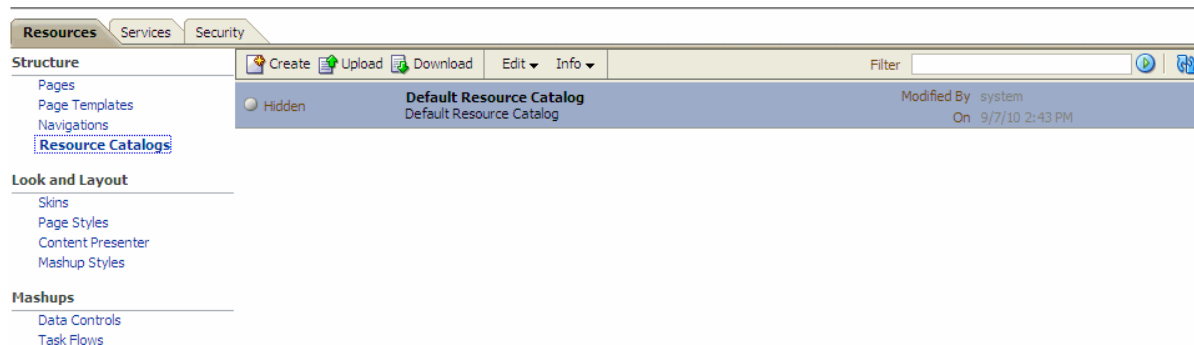 Resources Services Security
Structure
Pages
Page Templates
Navigations
Resource Catalogs
Look and Layout
Skins
Page Styles
Content Presenter
Mashup Styles
Mashups
Data Controls
Task Flows
Create Upload Download Edit Info Filter
Hidden
Default Resource Catalog
Default Resource Catalog
Modified By system
On 9/7/10 2:43 PM